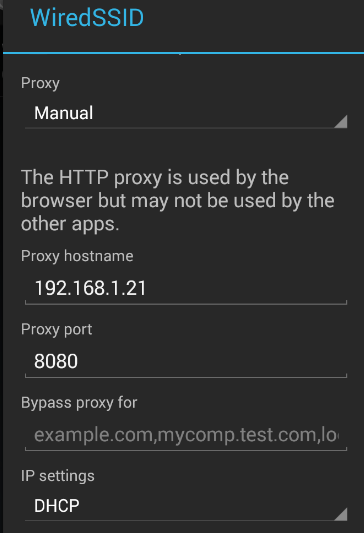 WiredSSID
Proxy
Manual
The HTTP proxy is used by the
browser but may not be used by the
other apps.
Proxy hostname
192.168.1.21
Proxy port
8080
Bypass proxy for
example.com,mycomp.test.com,lo
IP settings
DHCP